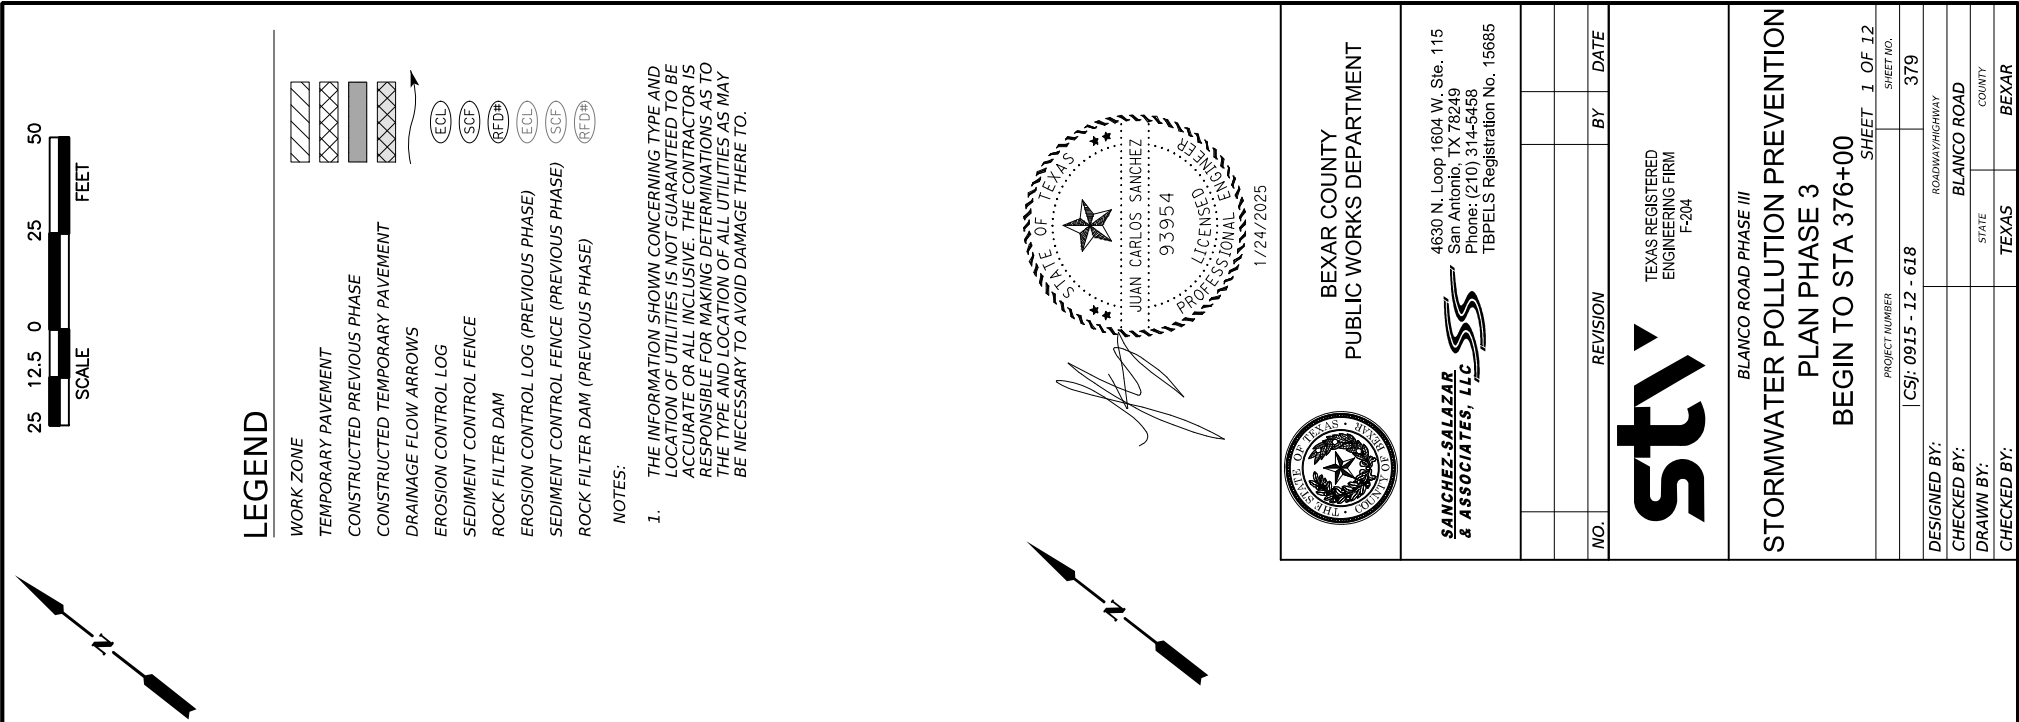 25 12.5 0 25 50
SCALE FEET
LEGEND
WORK ZONE
TEMPORARY PAVEMENT
CONSTRUCTED PREVIOUS PHASE
CONSTRUCTED TEMPORARY PAVEMENT
DRAINAGE FLOW ARROWS
EROSION CONTROL LOG ECL
SEDIMENT CONTROL FENCE SCF
ROCK FILTER DAM RFD#
EROSION CONTROL LOG (PREVIOUS PHASE) ECL
SEDIMENT CONTROL FENCE (PREVIOUS PHASE) SCF
ROCK FILTER DAM (PREVIOUS PHASE) RFD#
NOTES:
1. THE INFORMATION SHOWN CONCERNING TYPE AND
LOCATION OF UTILITIES IS NOT GUARANTEED TO BE
ACCURATE OR ALL INCLUSIVE. THE CONTRACTOR IS
RESPONSIBLE FOR MAKING DETERMINATIONS AS TO
THE TYPE AND LOCATION OF ALL UTILITIES AS MAY
BE NECESSARY TO AVOID DAMAGE THERE TO.
N
N
STATE OF TEXAS
JUAN CARLOS SANCHEZ
93954
LICENSED
PROFESSIONAL ENGINEER
1/24/2025
THE STATE OF TEXAS • COUNTY OF BEXAR •
BEXAR COUNTY
PUBLIC WORKS DEPARTMENT
SANCHEZ-SALAZAR
& ASSOCIATES, LLC
4630 N. Loop 1604 W. Ste. 115
San Antonio, TX 78249
Phone: (210) 314-5458
TBPELS Registration No. 15685
NO. REVISION BY DATE
stv
TEXAS REGISTERED
ENGINEERING FIRM
F-204
BLANCO ROAD PHASE III
STORMWATER POLLUTION PREVENTION
PLAN PHASE 3
BEGIN TO STA 376+00
SHEET 1 OF 12
PROJECT NUMBER SHEET NO.
CSJ: 0915 - 12 - 618 379
DESIGNED BY: ROADWAY/HIGHWAY
CHECKED BY: BLANCO ROAD
DRAWN BY: STATE COUNTY
CHECKED BY: TEXAS BEXAR